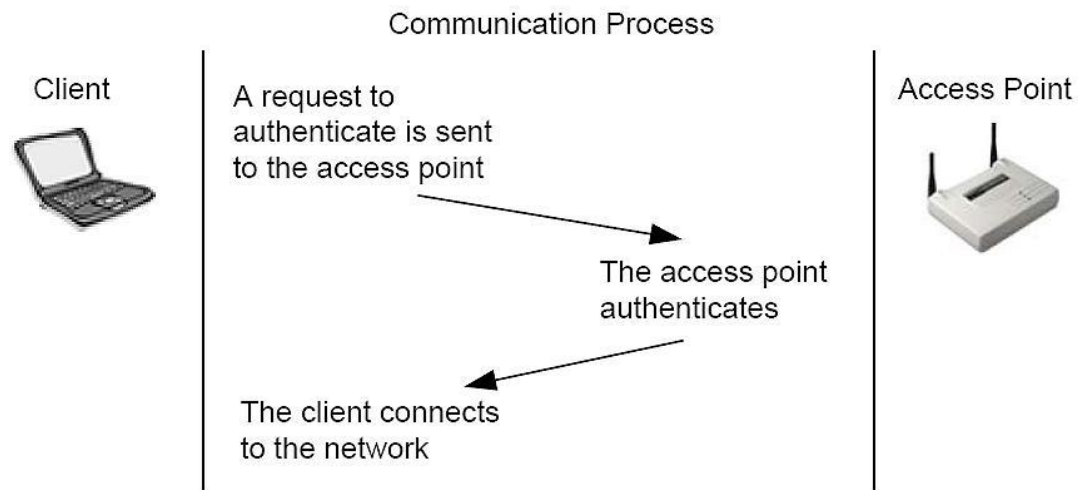 Communication Process
Client
Access Point
A request to
authenticate is sent
to the access point
The access point
authenticates
The client connects
to the network